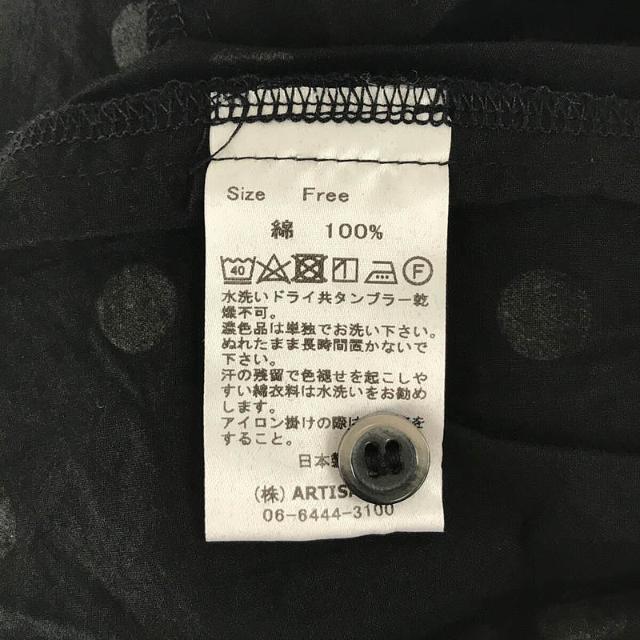 Size Free
綿 100%
40 F
水洗いドライ共タンブラー乾
燥不可。
濃色品は単独でお洗い下さい。
ぬれたまま長時間置かないで
下さい。
汗の残留で色褪せを起こしや
すい綿衣料は水洗いをお勧め
します。
アイロン掛けの際は を
すること。
日本製
(株) ARTIS
06-6444-3100